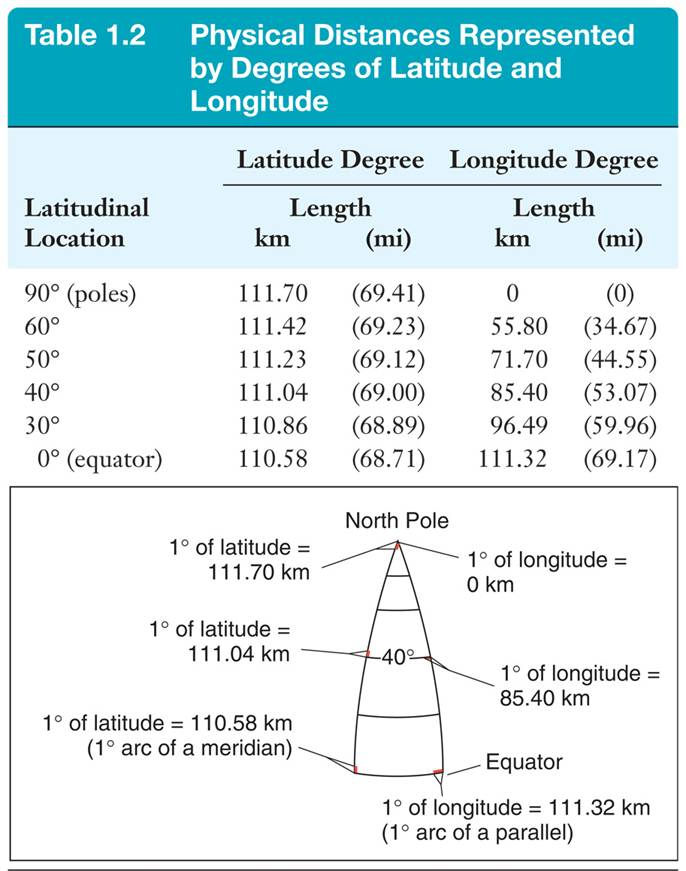 Table 1.2 Physical Distances Represented
by Degrees of Latitude and
Longitude
Latitude Degree Longitude Degree
Latitudinal Length Length
Location km (mi) km (mi)
90° (poles) 111.70 (69.41) 0 (0)
60° 111.42 (69.23) 55.80 (34.67)
50° 111.23 (69.12) 71.70 (44.55)
40° 111.04 (69.00) 85.40 (53.07)
30° 110.86 (68.89) 96.49 (59.96)
0° (equator) 110.58 (68.71) 111.32 (69.17)
North Pole
1° of latitude =
111.70 km
1° of longitude =
0 km
1° of latitude =
111.04 km
40°
1° of longitude =
85.40 km
1° of latitude = 110.58 km
(1° arc of a meridian)
Equator
1° of longitude = 111.32 km
(1° arc of a parallel)